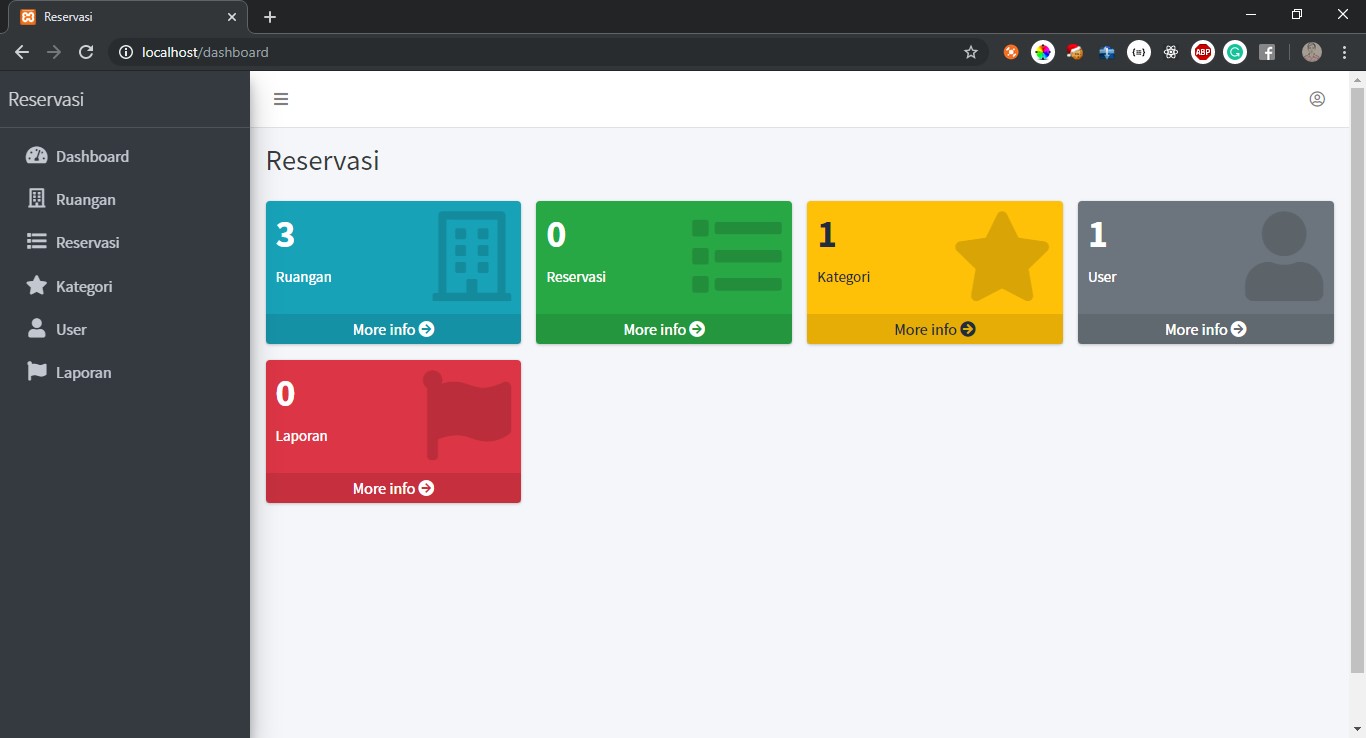 Reservasi
localhost/dashboard
ABP
Reservasi
Dashboard
Ruangan
Reservasi
Kategori
User
Laporan
Reservasi
3
Ruangan
More info
0
Reservasi
More info
1
Kategori
More info
1
User
More info
0
Laporan
More info